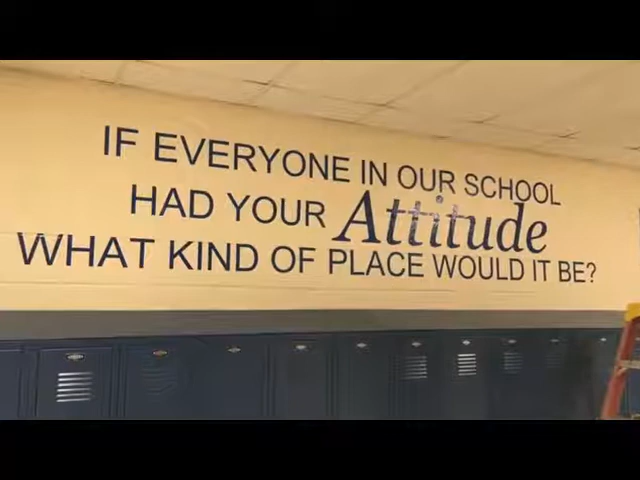 IF EVERYONE IN OUR SCHOOL
HAD YOUR Attitude
WHAT KIND OF PLACE WOULD IT BE?